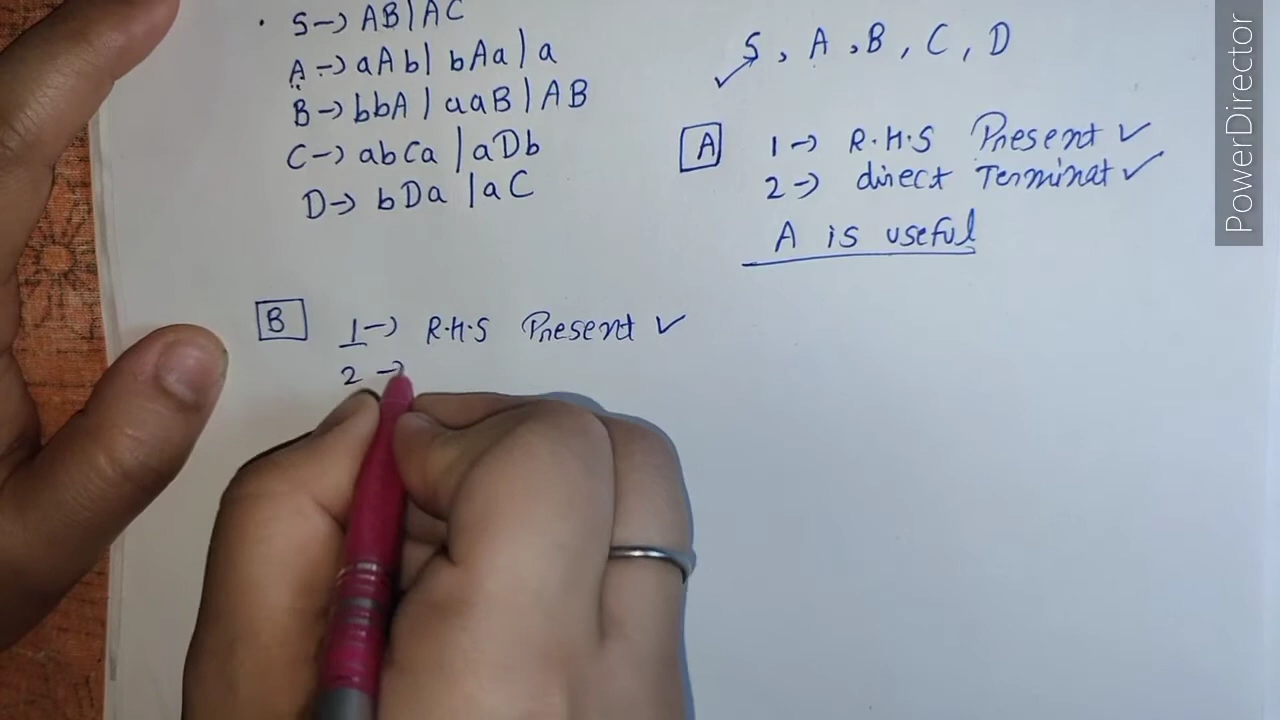 S → AB | AC
A → aAb | bAa | a
B → bbA | aaB | AB
C → abCa | aDb
D → bDa | aC
S, A, B, C, D
A
1 → R.H.S Present ✓
2 → direct Terminat ✓
A is useful
B
1 → R.H.S Present ✓
2 →
PowerDirector